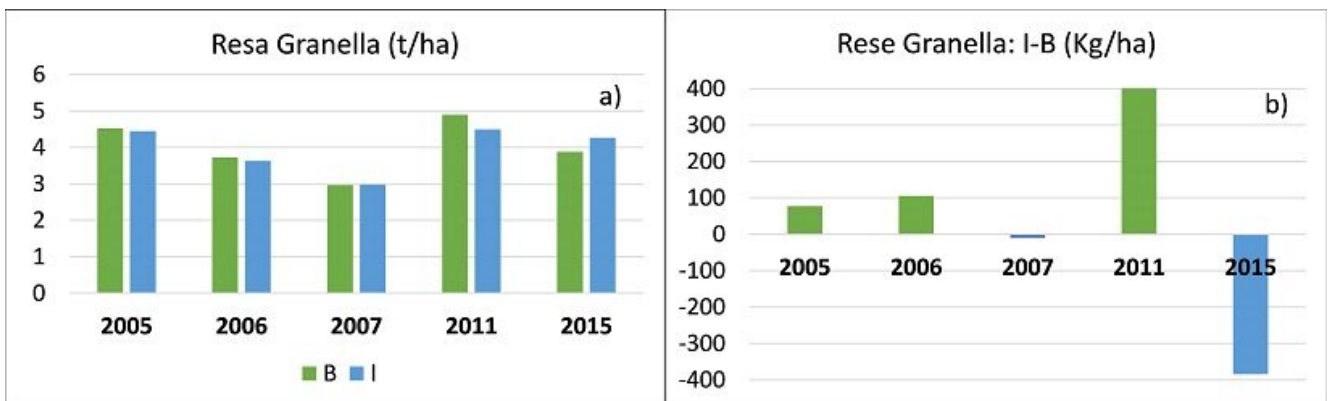 Resa Granella (t/ha)
a)
6
5
4
3
2
1
0
2005 2006 2007 2011 2015
B I
Rese Granella: I-B (Kg/ha)
b)
400
300
200
100
0
-100
-200
-300
-400
2005 2006 2007 2011 2015